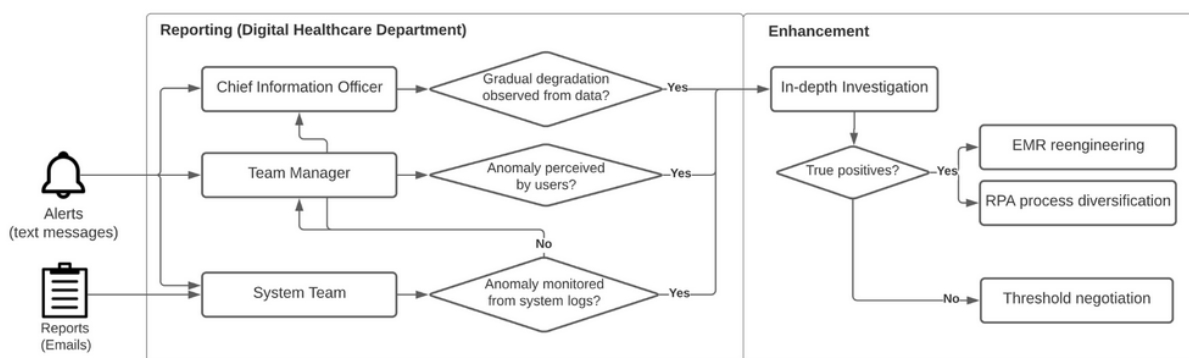 Reporting (Digital Healthcare Department)
Enhancement
Chief Information Officer
Gradual degradation
observed from data?
Yes
In-depth Investigation
Team Manager
Anomaly perceived
by users?
Yes
True positives?
Yes
EMR reengineering
RPA process diversification
Alerts
(text messages)
No
System Team
Anomaly monitored
from system logs?
Yes
No
Threshold negotiation
Reports
(Emails)